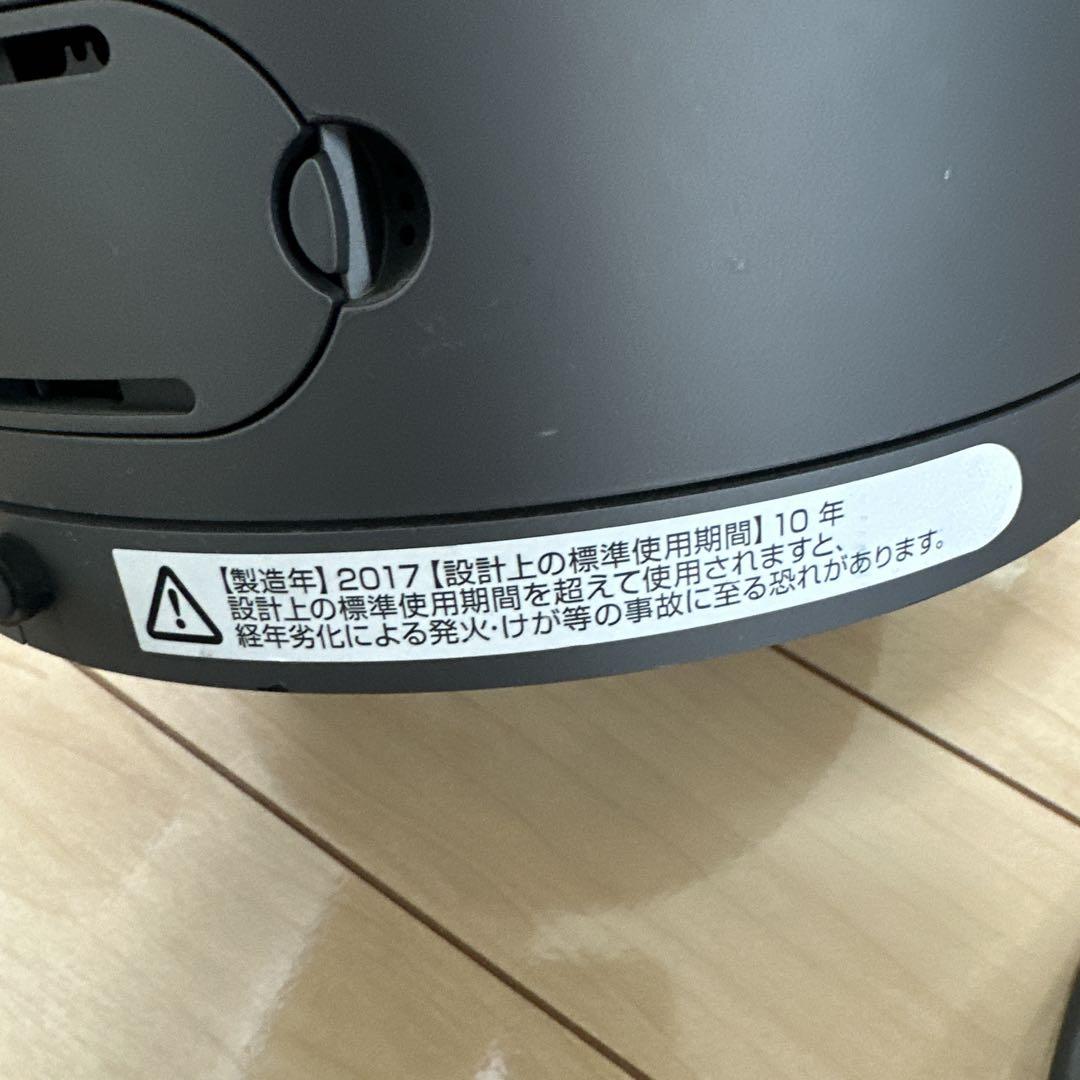 【製造年】2017【設計上の標準使用期間】10 年
設計上の標準使用期間を超えて使用されますと、
経年劣化による発火・けが等の事故に至る恐れがあります。